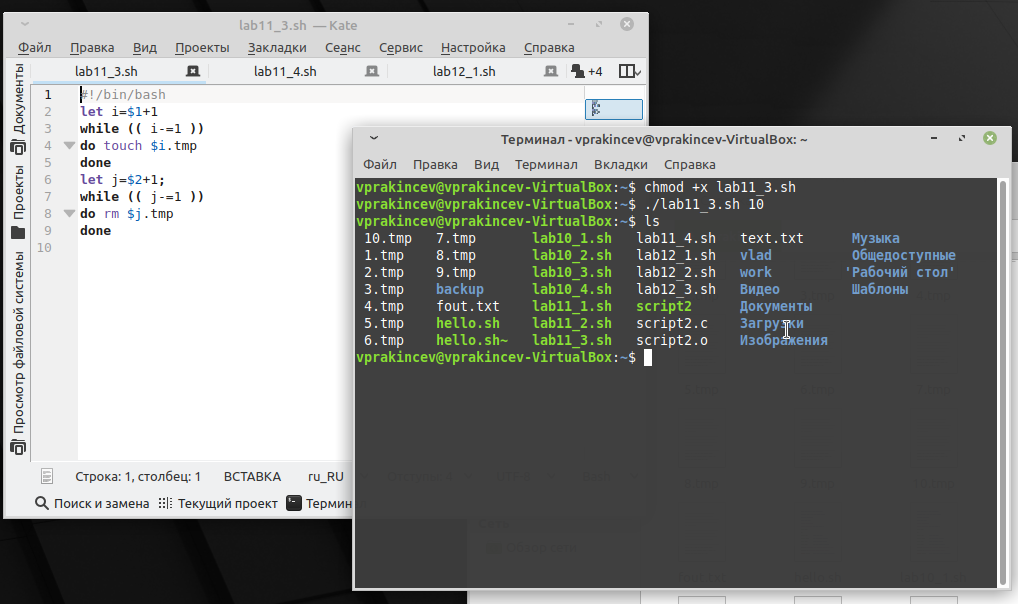 lab11_3.sh — Kate
Файл Правка Вид Проекты Закладки Сеанс Сервис Настройка Справка
lab11_3.sh lab11_4.sh lab12_1.sh +4
Документы
Проекты
Просмотр файловой системы
1 #!/bin/bash
2 let i=$1+1
3 while (( i-=1 ))
4 do touch $i.tmp
5 done
6 let j=$2+1;
7 while (( j-=1 ))
8 do rm $j.tmp
9 done
10
Строка: 1, столбец: 1 ВСТАВКА ru_RU
Поиск и замена Текущий проект Термин
Терминал - vprakincev@vprakincev-VirtualBox: ~
Файл Правка Вид Терминал Вкладки Справка
vprakincev@vprakincev-VirtualBox:~$ chmod +x lab11_3.sh
vprakincev@vprakincev-VirtualBox:~$ ./lab11_3.sh 10
vprakincev@vprakincev-VirtualBox:~$ ls
10.tmp 7.tmp lab10_1.sh lab11_4.sh text.txt Музыка
1.tmp 8.tmp lab10_2.sh lab12_1.sh vlad Общедоступные
2.tmp 9.tmp lab10_3.sh lab12_2.sh work 'Рабочий стол'
3.tmp backup lab10_4.sh lab12_3.sh Видео Шаблоны
4.tmp fout.txt lab11_1.sh script2 Документы
5.tmp hello.sh lab11_2.sh script2.c Загрузки
6.tmp hello.sh~ lab11_3.sh script2.o Изображения
vprakincev@vprakincev-VirtualBox:~$